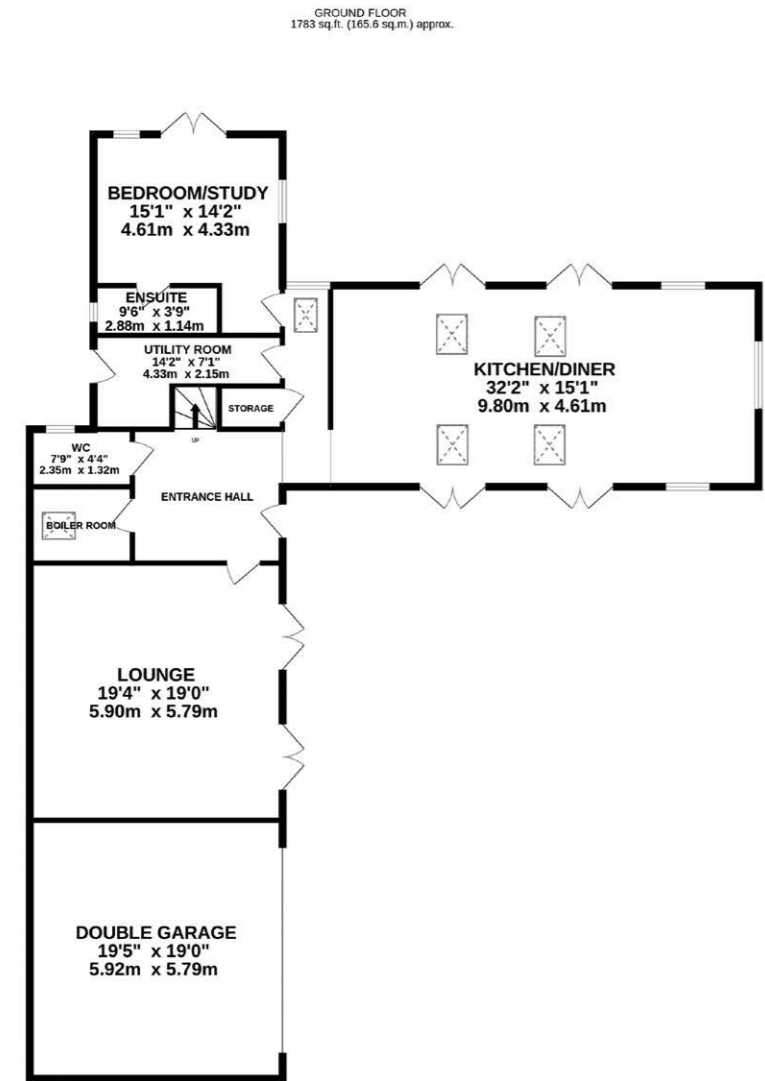 GROUND FLOOR
1783 sq.ft. (165.6 sq.m.) approx.
BEDROOM/STUDY
15'1" x 14'2"
4.61m x 4.33m
ENSUITE
9'6" x 3'9"
2.88m x 1.14m
UTILITY ROOM
14'2" x 7'1"
4.33m x 2.15m
KITCHEN/DINER
32'2" x 15'1"
9.80m x 4.61m
STORAGE
UP
WC
7'9" x 4'4"
2.35m x 1.32m
ENTRANCE HALL
BOILER ROOM
LOUNGE
19'4" x 19'0"
5.90m x 5.79m
DOUBLE GARAGE
19'5" x 19'0"
5.92m x 5.79m